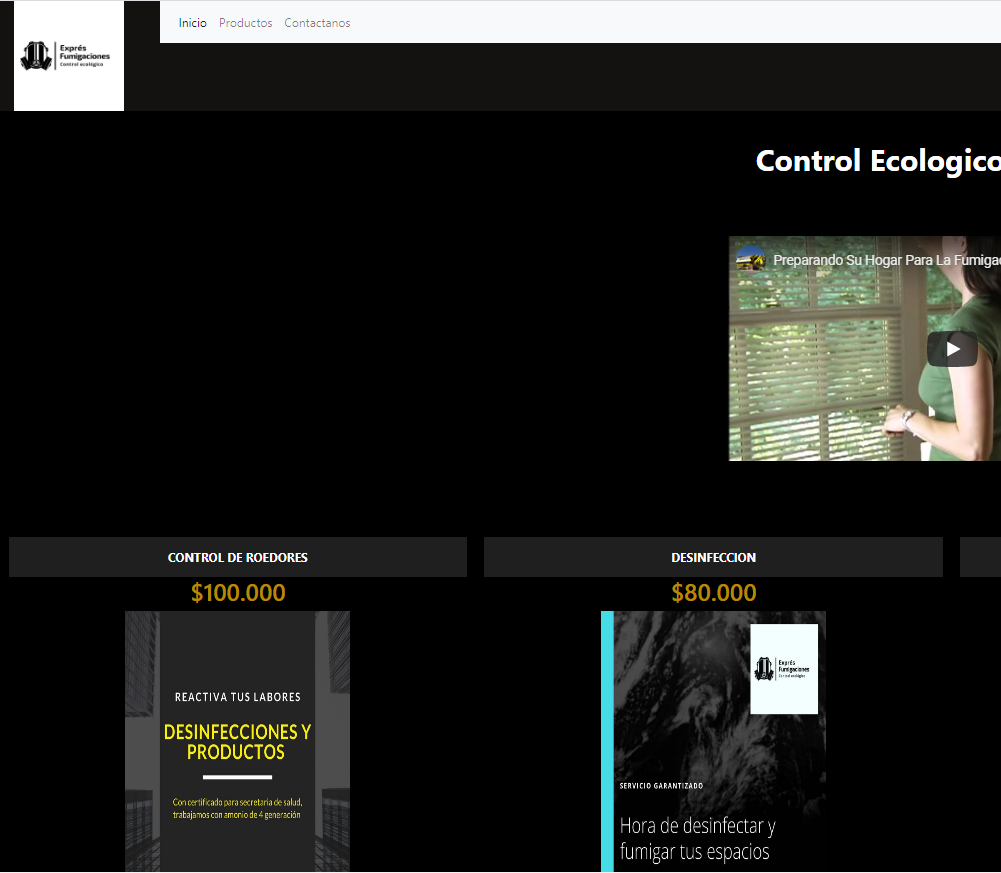 Exprés
Fumigaciones
Control ecológico
Inicio Productos Contactanos
Control Ecologico
Preparando Su Hogar Para La Fumigac
CONTROL DE ROEDORES
$100.000
REACTIVA TUS LABORES
DESINFECCIONES Y
PRODUCTOS
Con certificado para secretaria de salud,
trabajamos con amonio de 4 generación
DESINFECCION
$80.000
Exprés
Fumigaciones
Control ecológico
SERVICIO GARANTIZADO
Hora de desinfectar y
fumigar tus espacios